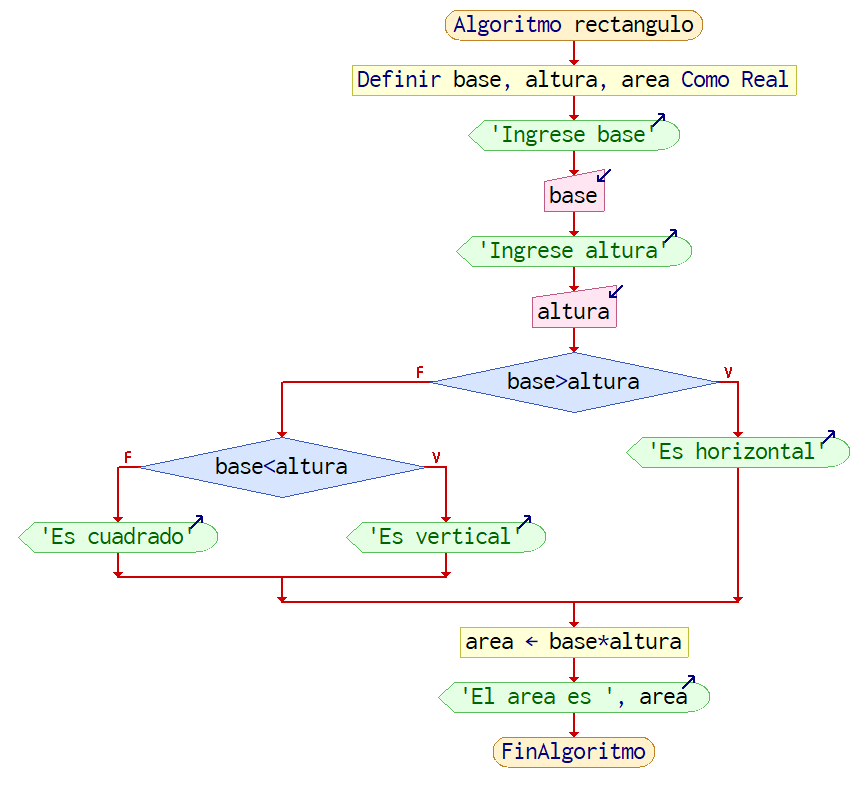 Algoritmo rectangulo
Definir base, altura, area Como Real
'Ingrese base'
base
'Ingrese altura'
altura
F
base>altura
V
F
base<altura
V
'Es horizontal'
'Es cuadrado'
'Es vertical'
area ← base*altura
'El area es ', area
FinAlgoritmo